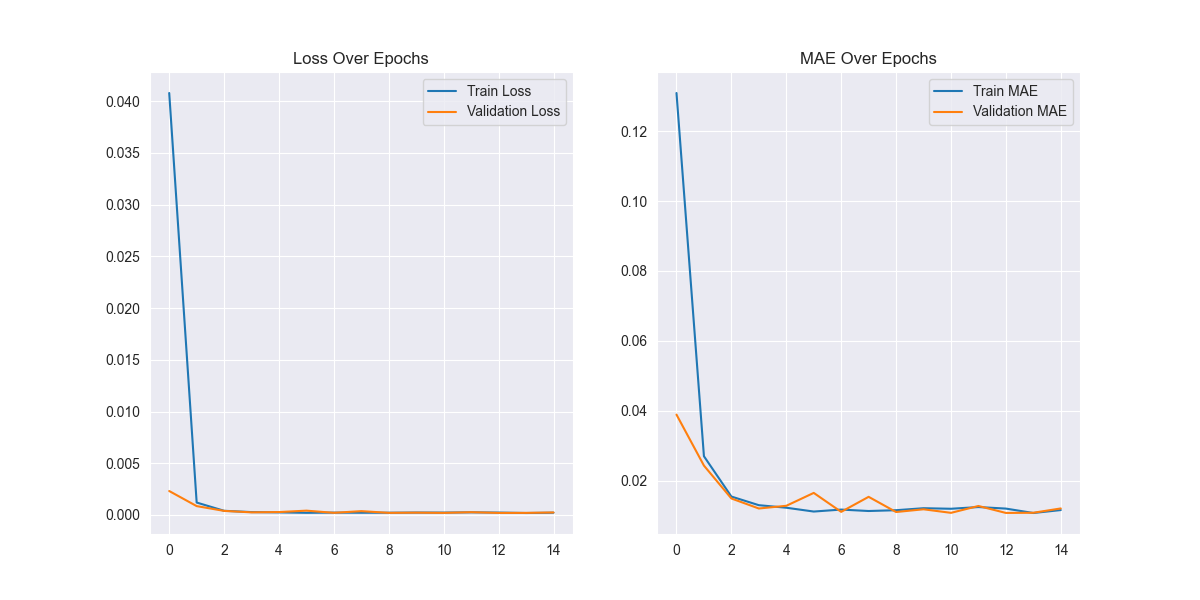 Loss Over Epochs
Train Loss
Validation Loss
0.040
0.035
0.030
0.025
0.020
0.015
0.010
0.005
0.000
0 2 4 6 8 10 12 14
MAE Over Epochs
Train MAE
Validation MAE
0.12
0.10
0.08
0.06
0.04
0.02
0 2 4 6 8 10 12 14